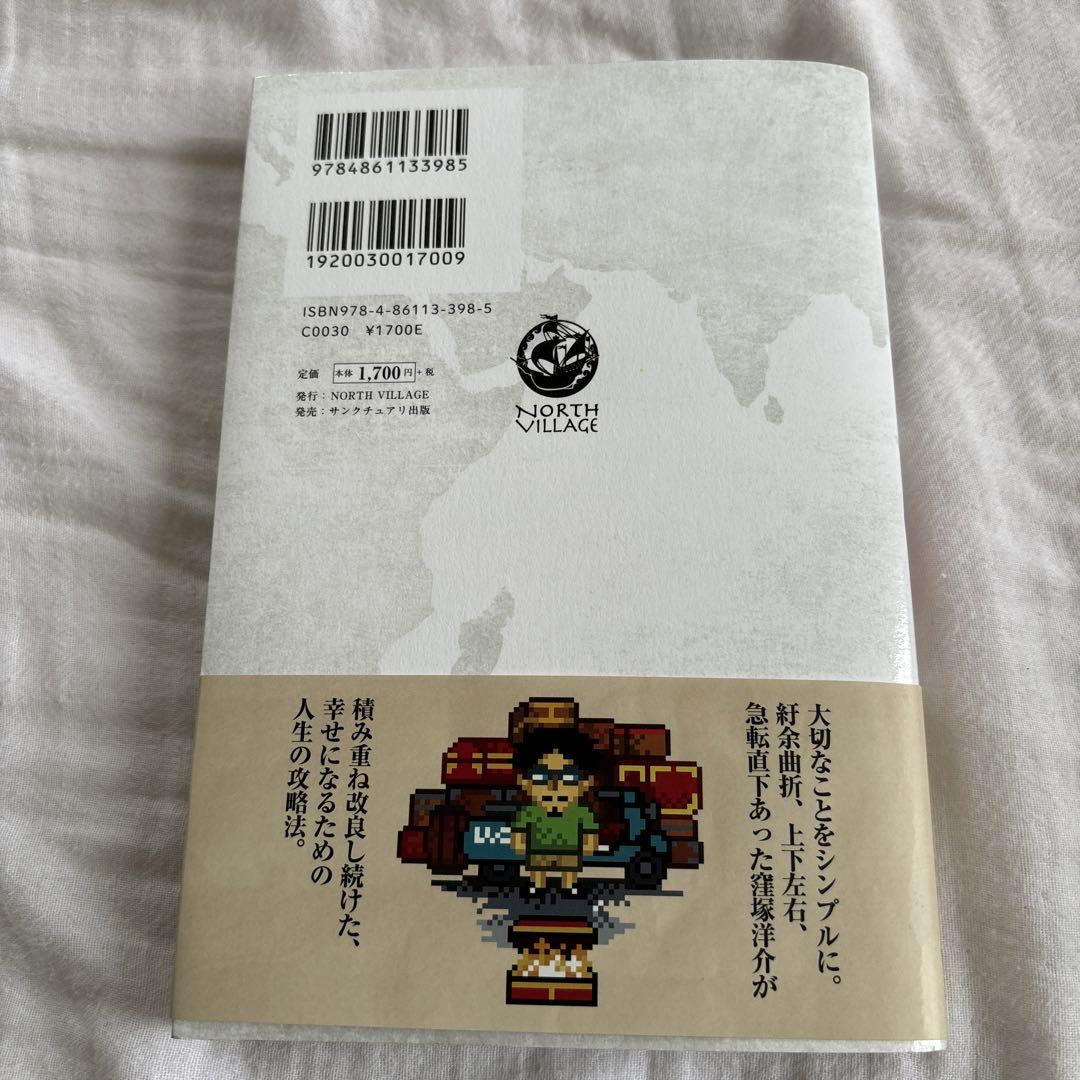 9784861133985
1920030017009
ISBN978-4-86113-398-5
C0030 ¥1700E
定価 本体 1,700円+税
発行：NORTH VILLAGE
発売：サンクチュアリ出版
NORTH
VILLAGE
大切なことをシンプルに。
紆余曲折、上下左右、
急転直下あった窪塚洋介が
積み重ね改良し続けた、
幸せになるための
人生の攻略法。